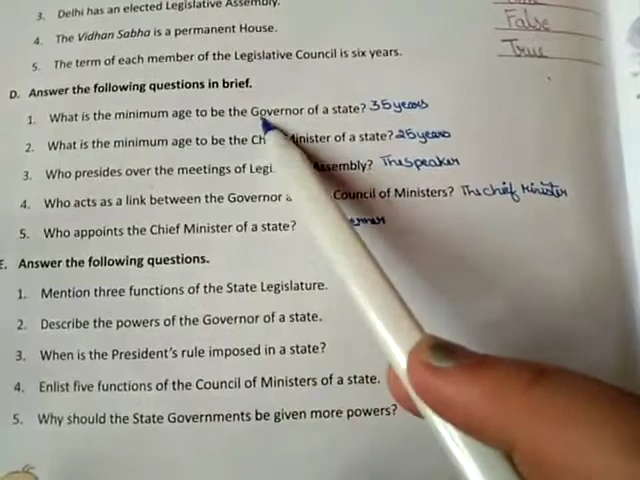 3. Delhi has an elected Legislative Assembly.
False
4. The Vidhan Sabha is a permanent House.
True
5. The term of each member of the Legislative Council is six years.
D. Answer the following questions in brief.
1. What is the minimum age to be the Governor of a state? 35 years
2. What is the minimum age to be the Ch Minister of a state? 25 years
3. Who presides over the meetings of Legi Assembly? The Speaker
4. Who acts as a link between the Governor a Council of Ministers? The chief Minister
5. Who appoints the Chief Minister of a state?
E. Answer the following questions.
1. Mention three functions of the State Legislature.
2. Describe the powers of the Governor of a state.
3. When is the President's rule imposed in a state?
4. Enlist five functions of the Council of Ministers of a state.
5. Why should the State Governments be given more powers?